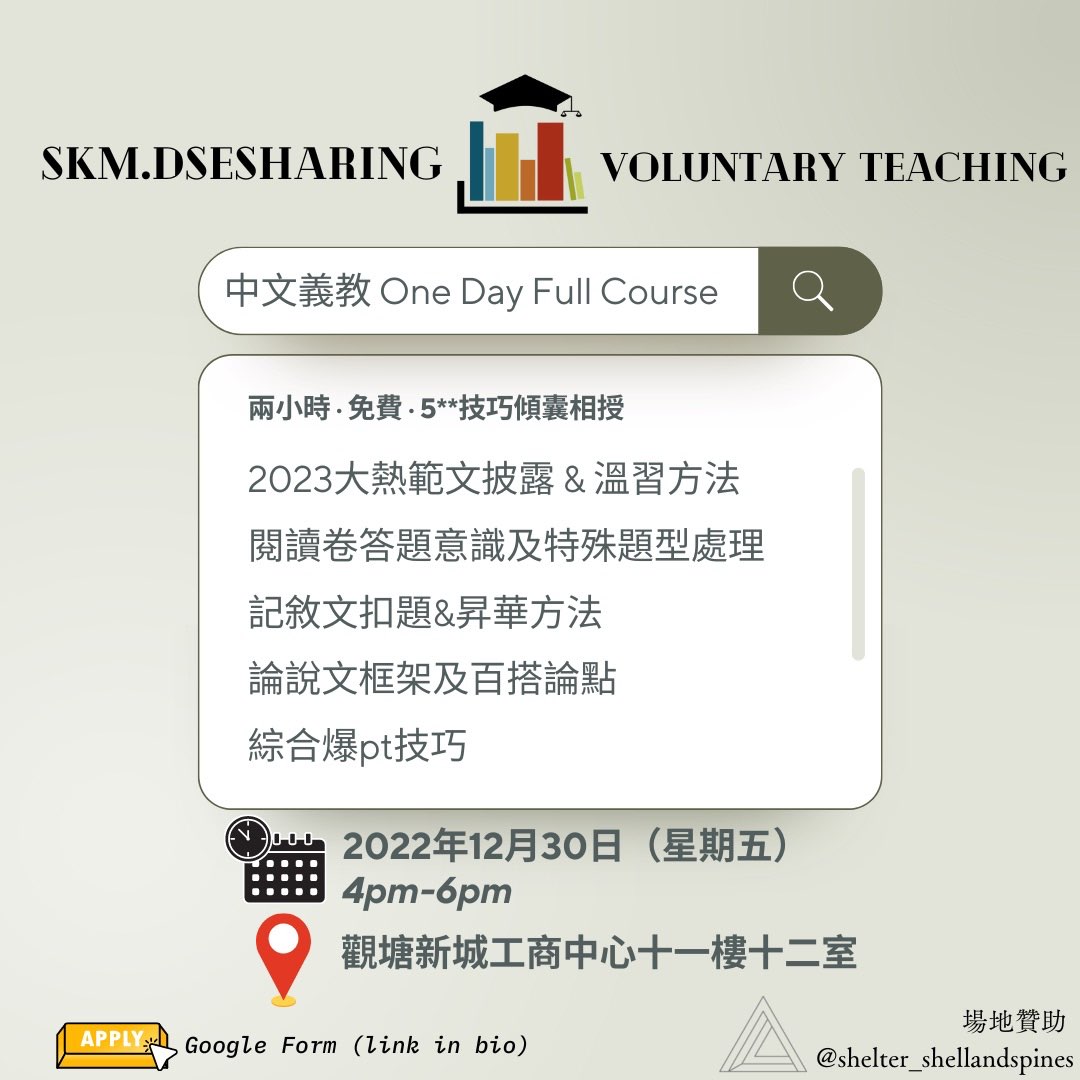 SKM.DSESHARING VOLUNTARY TEACHING
中文義教 One Day Full Course
兩小時 · 免費 · 5**技巧傾囊相授
2023大熱範文披露 & 溫習方法
閱讀卷答題意識及特殊題型處理
記敘文扣題&昇華方法
論說文框架及百搭論點
綜合爆pt技巧
2022年12月30日（星期五）
4pm-6pm
觀塘新城工商中心十一樓十二室
APPLY Google Form (link in bio)
場地贊助
@shelter_shellandspines